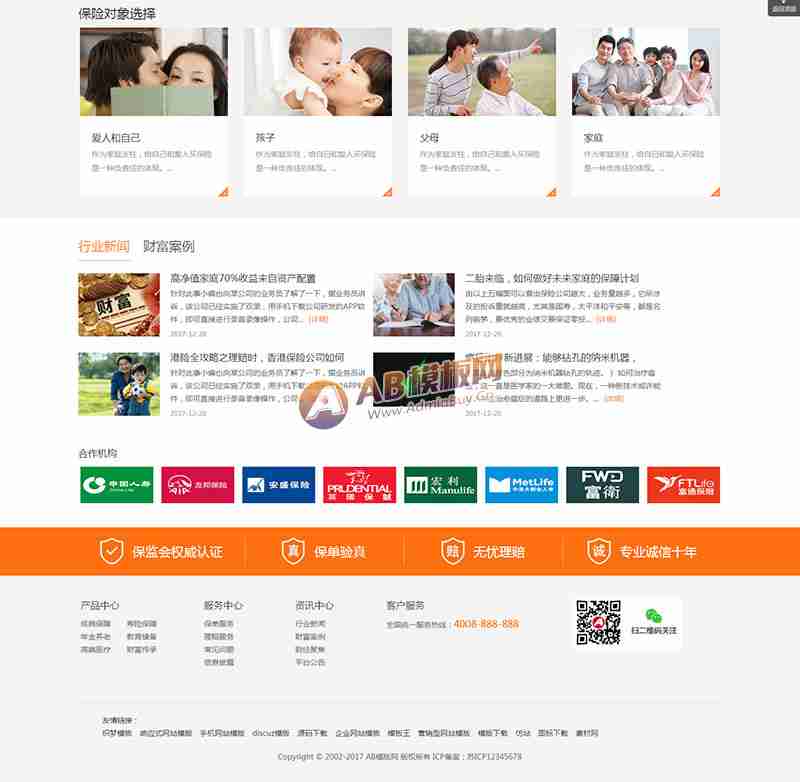 返回顶部
保险对象选择
爱人和自己
作为家庭支柱，给自己和爱人买保险
是一种负责任的体现。...
孩子
作为家庭支柱，给自己和爱人买保险
是一种负责任的体现。...
父母
作为家庭支柱，给自己和爱人买保险
是一种负责任的体现。...
家庭
作为家庭支柱，给自己和爱人买保险
是一种负责任的体现。...
行业新闻 财富案例
财富
高净值家庭70%收益来自资产配置
针对此事小编也向某公司的业务员了解了一下，据业务员讲
诉，该公司已经实施了双录：用手机下载公司研发的APP软
件，即可直接进行录音录像操作，公司... [详细]
2017-12-20
二胎来临，如何做好未来家庭的保障计划
由以上五幅图可以看出保险公司越大，业务量越多，它所涉
及的投诉量就越高，尤其是国寿，太平洋和平安等，都是名
列前茅，最优秀的业绩又要保证零投... [详细]
2017-12-20
港险全攻略之理赔时，香港保险公司如何
针对此事小编也向某公司的业务员了解了一下，据业务员讲
诉，该公司已经实施了双录：用手机下载公司研发的APP软
件，即可直接进行录音录像操作，公司
2017-12-20
新进展：能够钻孔的纳米机器，
色部分为纳米机器钻孔的轨迹。）如何治疗癌
，这一直是医学家的一大难题。现在，一种新技术或许能
治愈癌症的道路上更进一步。... [详细]
2017-12-20
AB模板网
Www.AdminBuy.Cn
合作机构
中国人寿
China Life
AIA 友邦保险
安盛保险
PRUDENTIAL
英國保誠
宏利
Manulife
MetLife
FWD
富衛
FTLife
富通保險
保监会权威认证
真 保单验真
赔 无忧理赔
诚 专业诚信十年
产品中心
疾病保障 寿险保障
年金养老 教育储备
高端医疗 财富传承
服务中心
保单服务
理赔服务
常见问题
信息披露
资讯中心
行业新闻
财富案例
财经聚焦
平台公告
客户服务
全国统一服务热线：4008-888-888
扫二维码关注
友情链接：
织梦模板 响应式网站模板 手机网站模板 discuz模板 源码下载 企业网站模板 模板王 营销型网站模板 模版下载 仿站 图标下载 素材网
Copyright © 2002-2017 AB模板网 版权所有 ICP备案：苏ICP12345678